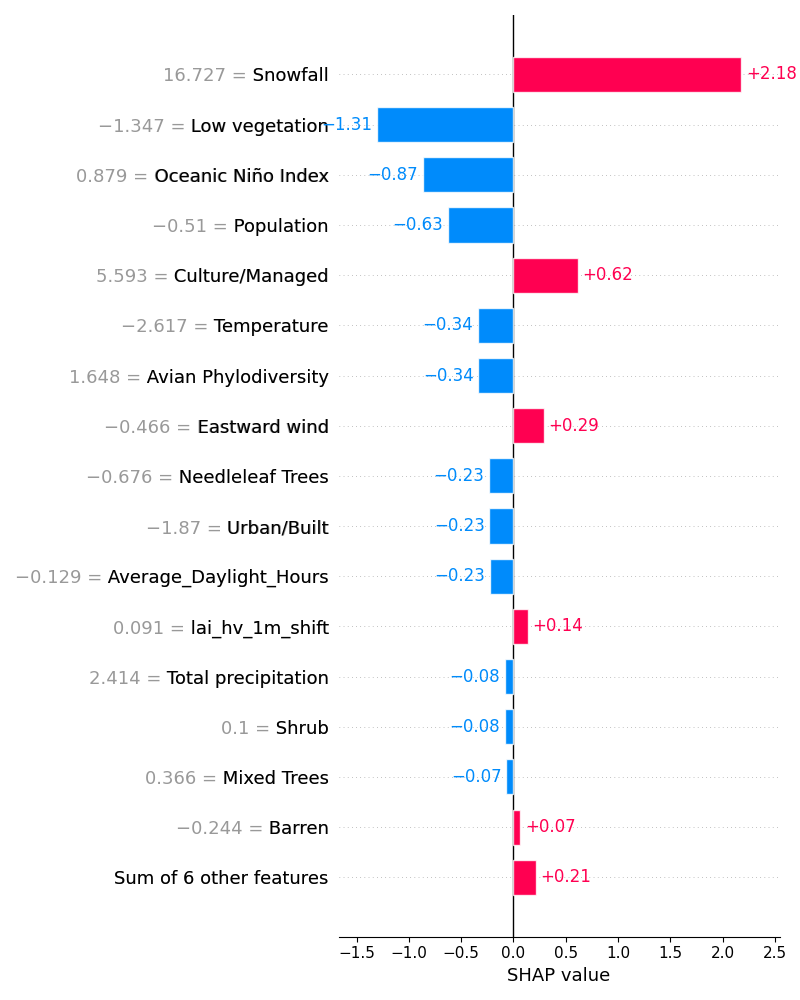 16.727 = Snowfall +2.18
−1.347 = Low vegetation −1.31
0.879 = Oceanic Niño Index −0.87
−0.51 = Population −0.63
5.593 = Culture/Managed +0.62
−2.617 = Temperature −0.34
1.648 = Avian Phylodiversity −0.34
−0.466 = Eastward wind +0.29
−0.676 = Needleleaf Trees −0.23
−1.87 = Urban/Built −0.23
−0.129 = Average_Daylight_Hours −0.23
0.091 = lai_hv_1m_shift +0.14
2.414 = Total precipitation −0.08
0.1 = Shrub −0.08
0.366 = Mixed Trees −0.07
−0.244 = Barren +0.07
Sum of 6 other features +0.21
−1.5 −1.0 −0.5 0.0 0.5 1.0 1.5 2.0 2.5
SHAP value